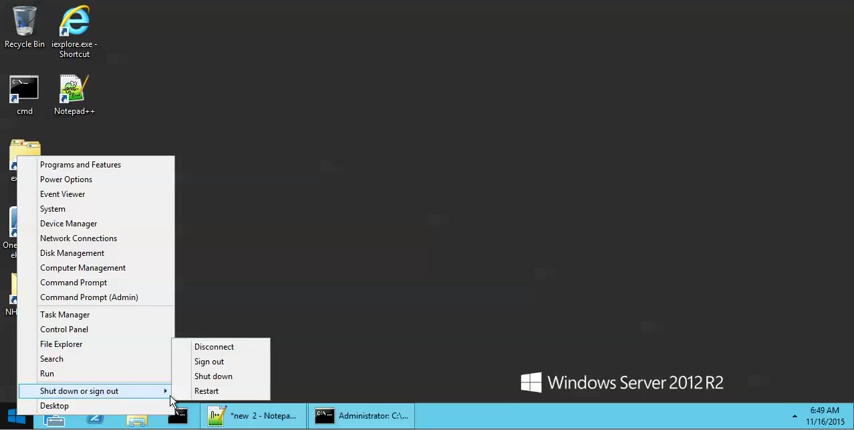 Recycle Bin
iexplore.exe -
Shortcut
cmd
Notepad++
Programs and Features
Power Options
Event Viewer
System
Device Manager
Network Connections
Disk Management
Computer Management
Command Prompt
Command Prompt (Admin)
Task Manager
Control Panel
File Explorer
Search
Run
Shut down or sign out
Desktop
Disconnect
Sign out
Shut down
Restart
Windows Server 2012 R2
*new 2 - Notepa...
Administrator: C:\...
6:49 AM
11/16/2015